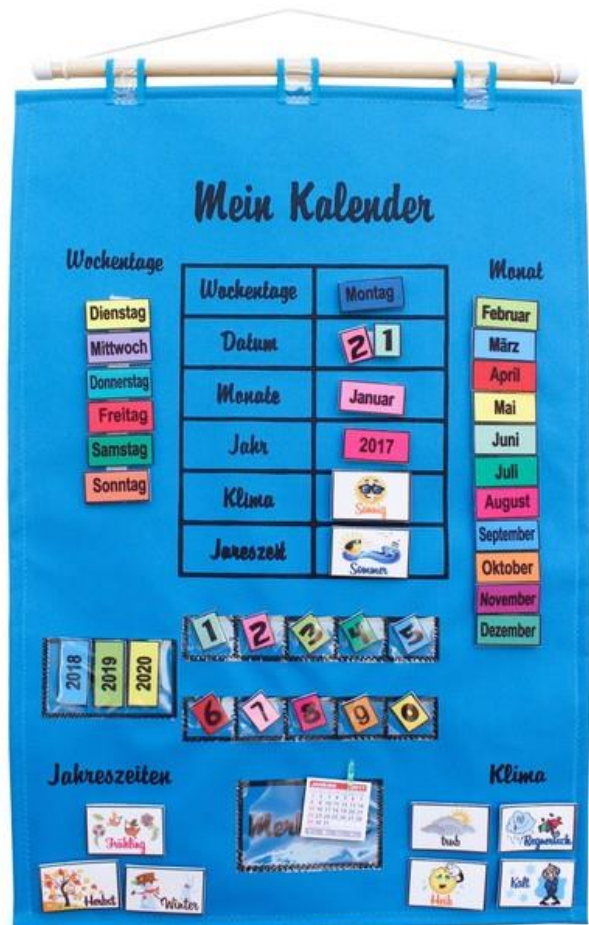 Mein Kalender
Wochentage
Dienstag
Mittwoch
Donnerstag
Freitag
Samstag
Sonntag
Wochentage Montag
Datum 21
Monate Januar
Jahr 2017
Klima Sonnig
Jareszeit Sommer
Monat
Februar
März
April
Mai
Juni
Juli
August
September
Oktober
November
Dezember
1 2 3 4 5
6 7 8 9 0
2018 2019 2020
Jahreszeiten
Frühling
Herbst Winter
2017
Klima
trub Regnerisch
Heib Kalt